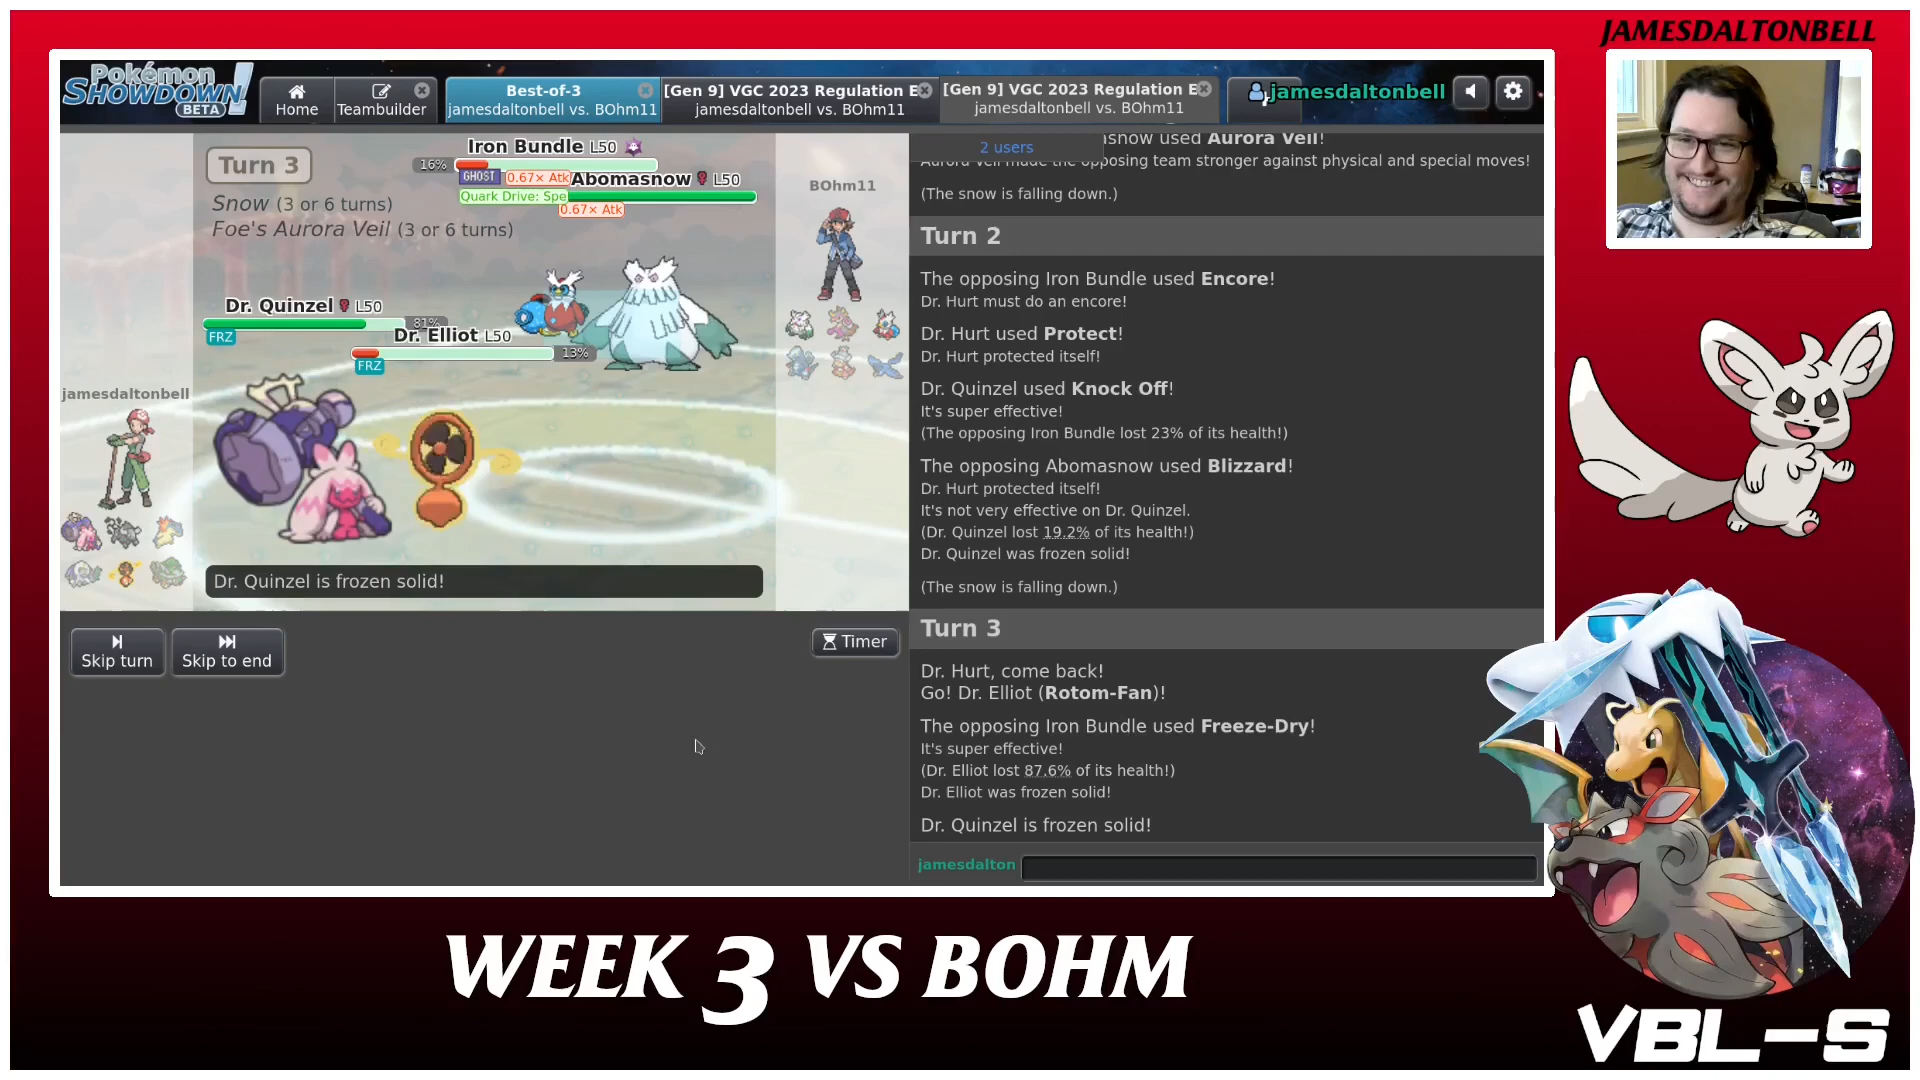 JAMESDALTONBELL
Pokémon
SHOWDOWN!
BETA
Home
Teambuilder
Best-of-3
jamesdaltonbell vs. BOhm11
[Gen 9] VGC 2023 Regulation E
jamesdaltonbell vs. BOhm11
[Gen 9] VGC 2023 Regulation E
jamesdaltonbell vs. BOhm11
jamesdaltonbell
Turn 3
Snow (3 or 6 turns)
Foe's Aurora Veil (3 or 6 turns)
Iron Bundle L50
16%
GHOST 0.67× Atk
Quark Drive: Spe
Abomasnow L50
0.67× Atk
BOhm11
Dr. Quinzel L50
81%
FRZ
Dr. Elliot L50
13%
FRZ
jamesdaltonbell
Dr. Quinzel is frozen solid!
Skip turn
Skip to end
Timer
2 users
snow used Aurora Veil!
Aurora Veil made the opposing team stronger against physical and special moves!
(The snow is falling down.)
Turn 2
The opposing Iron Bundle used Encore!
Dr. Hurt must do an encore!
Dr. Hurt used Protect!
Dr. Hurt protected itself!
Dr. Quinzel used Knock Off!
It's super effective!
(The opposing Iron Bundle lost 23% of its health!)
The opposing Abomasnow used Blizzard!
Dr. Hurt protected itself!
It's not very effective on Dr. Quinzel.
(Dr. Quinzel lost 19.2% of its health!)
Dr. Quinzel was frozen solid!
(The snow is falling down.)
Turn 3
Dr. Hurt, come back!
Go! Dr. Elliot (Rotom-Fan)!
The opposing Iron Bundle used Freeze-Dry!
It's super effective!
(Dr. Elliot lost 87.6% of its health!)
Dr. Elliot was frozen solid!
Dr. Quinzel is frozen solid!
jamesdalton
WEEK 3 VS BOHM
VBL-S